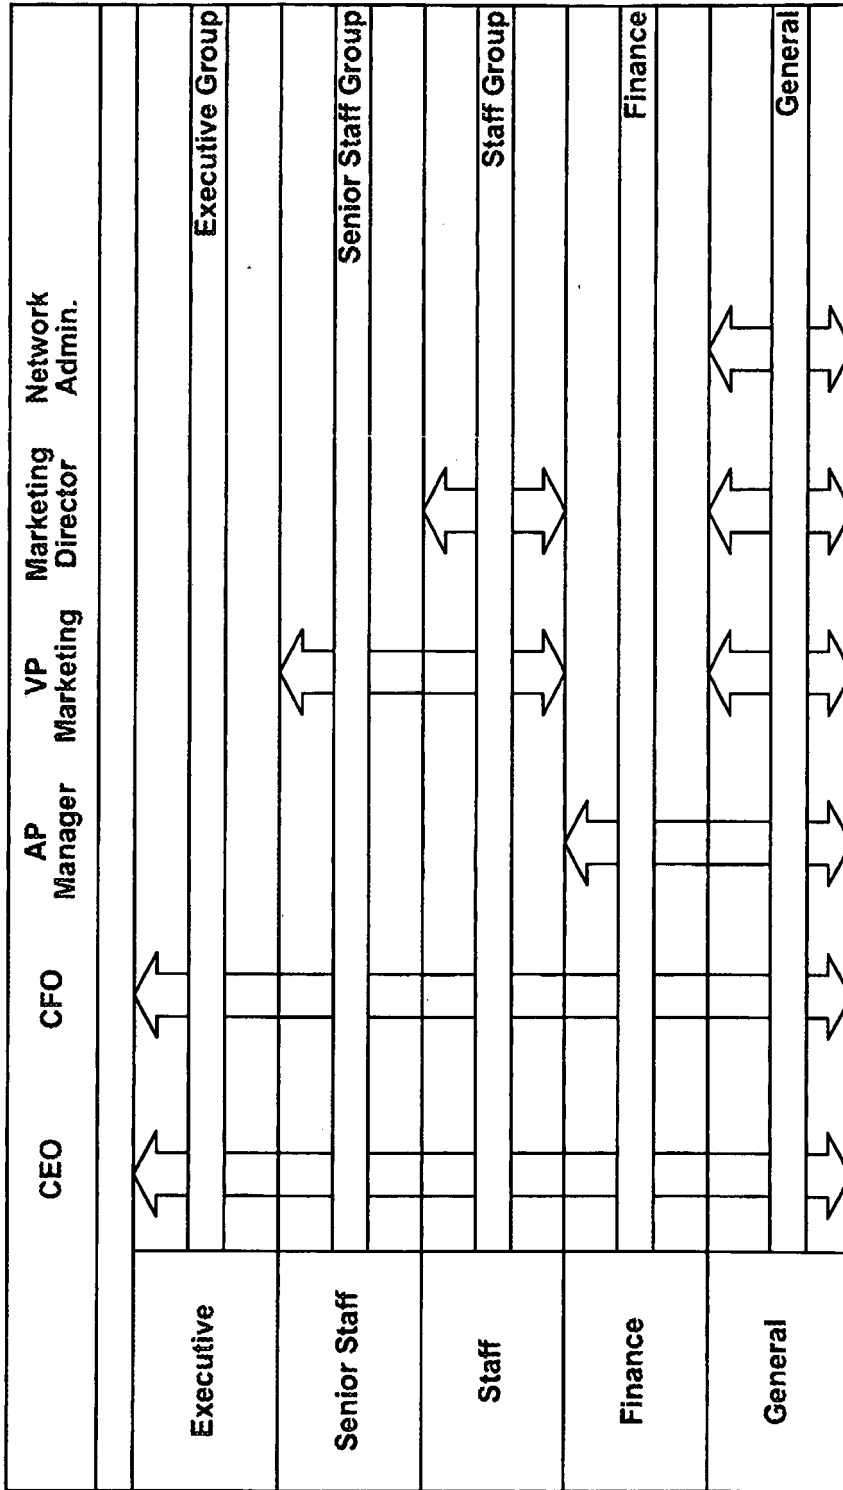 CEO
CFO
AP
Manager
VP
Marketing
Marketing
Director
Network
Admin.
Executive
Executive Group
Senior Staff
Senior Staff Group
Staff
Staff Group
Finance
Finance
General
General